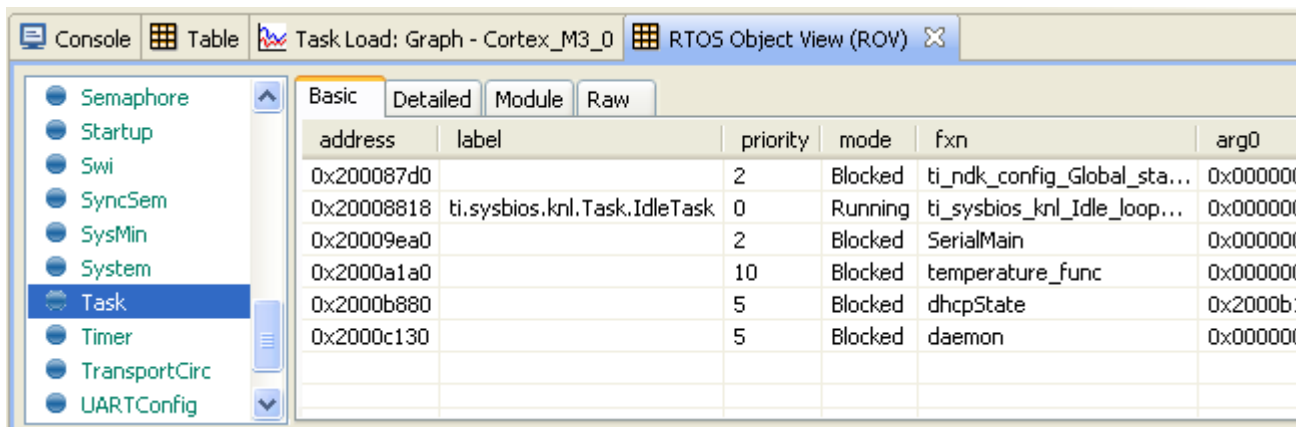 Console Table Task Load: Graph - Cortex_M3_0 RTOS Object View (ROV)
Semaphore
Startup
Swi
SyncSem
SysMin
System
Task
Timer
TransportCirc
UARTConfig
Basic Detailed Module Raw
address label priority mode fxn arg0
0x200087d0 2 Blocked ti_ndk_config_Global_sta... 0x000000
0x20008818 ti.sysbios.knl.Task.IdleTask 0 Running ti_sysbios_knl_Idle_loop... 0x000000
0x20009ea0 2 Blocked SerialMain 0x000000
0x2000a1a0 10 Blocked temperature_func 0x000000
0x2000b880 5 Blocked dhcpState 0x2000b1
0x2000c130 5 Blocked daemon 0x000000